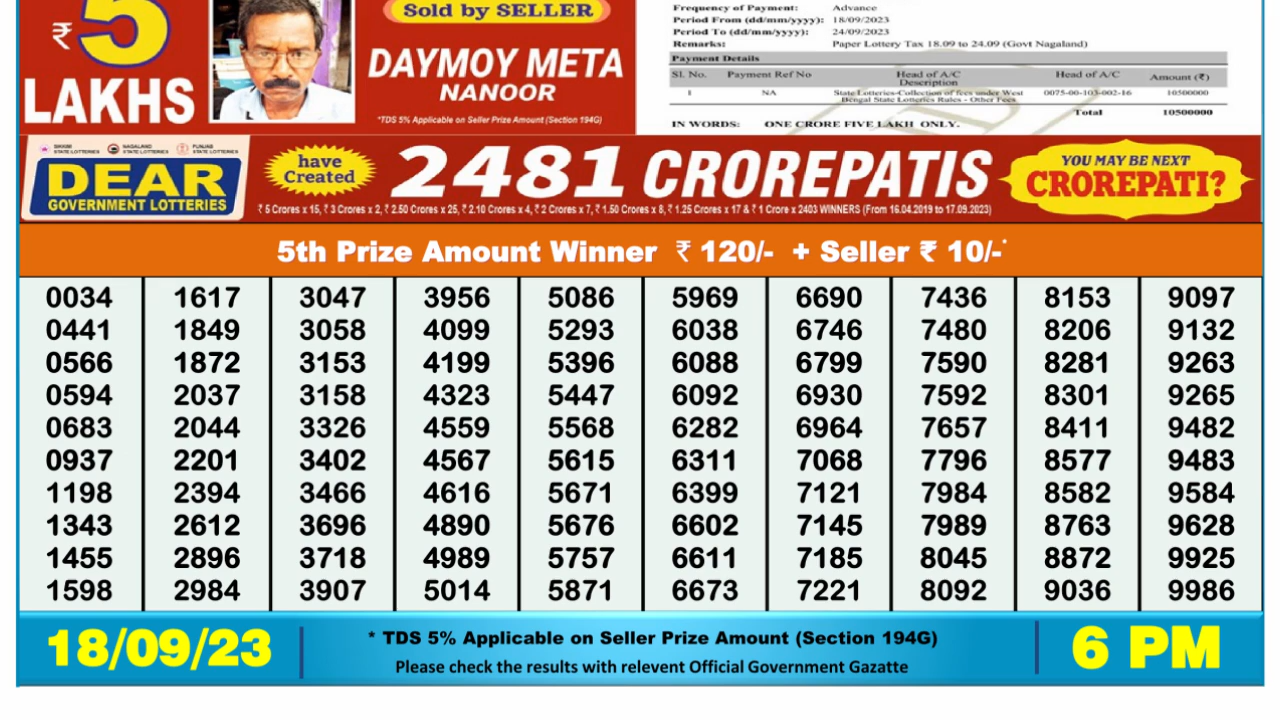 ₹ 5
LAKHS
Sold by SELLER
DAYMOY META
NANOOR
*TDS 5% Applicable on Seller Prize Amount (Section 194G)
Frequency of Payment: Advance
Period From (dd/mm/yyyy): 18/09/2023
Period To (dd/mm/yyyy): 24/09/2023
Remarks: Paper Lottery Tax 18.09 to 24.09 (Govt Nagaland)
Payment Details
Sl. No. Payment Ref No Head of A/C Description Head of A/C Amount (₹)
1 NA State Lotteries-Collection of fees under West 0075-00-103-002-16 10500000
Bengal State Lotteries Rules - Other Fees
Total 10500000
IN WORDS: ONE CRORE FIVE LAKH ONLY.
SIKKIM STATE LOTTERIES NAGALAND STATE LOTTERIES PUNJAB STATE LOTTERIES
DEAR
GOVERNMENT LOTTERIES
have
Created
2481 CROREPATIS
₹ 5 Crores x 15, ₹ 3 Crores x 2, ₹ 2.50 Crores x 25, ₹ 2.10 Crores x 4, ₹ 2 Crores x 7, ₹ 1.50 Crores x 8, ₹ 1.25 Crores x 17 & ₹ 1 Crore x 2403 WINNERS (From 16.04.2019 to 17.09.2023)
YOU MAY BE NEXT
CROREPATI?
5th Prize Amount Winner ₹ 120/- + Seller ₹ 10/-*
0034 1617 3047 3956 5086 5969 6690 7436 8153 9097
0441 1849 3058 4099 5293 6038 6746 7480 8206 9132
0566 1872 3153 4199 5396 6088 6799 7590 8281 9263
0594 2037 3158 4323 5447 6092 6930 7592 8301 9265
0683 2044 3326 4559 5568 6282 6964 7657 8411 9482
0937 2201 3402 4567 5615 6311 7068 7796 8577 9483
1198 2394 3466 4616 5671 6399 7121 7984 8582 9584
1343 2612 3696 4890 5676 6602 7145 7989 8763 9628
1455 2896 3718 4989 5757 6611 7185 8045 8872 9925
1598 2984 3907 5014 5871 6673 7221 8092 9036 9986
18/09/23
* TDS 5% Applicable on Seller Prize Amount (Section 194G)
Please check the results with relevent Official Government Gazatte
6 PM